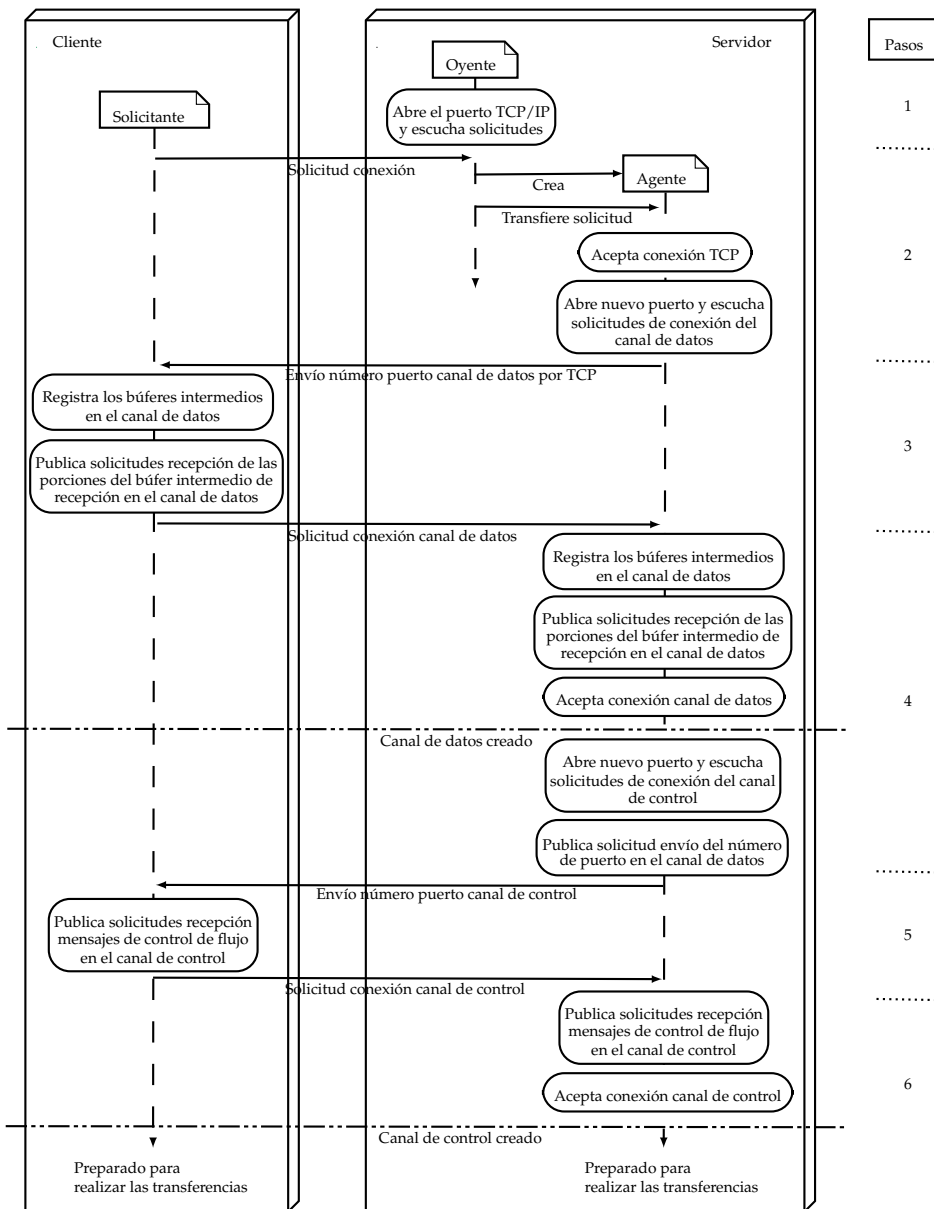 Cliente
Servidor
Pasos
Oyente
Solicitante
Abre el puerto TCP/IP
y escucha solicitudes
1
Solicitud conexión
Crea
Agente
Transfiere solicitud
Acepta conexión TCP
2
Abre nuevo puerto y escucha
solicitudes de conexión del
canal de datos
Envío número puerto canal de datos por TCP
Registra los búferes intermedios
en el canal de datos
3
Publica solicitudes recepción de las
porciones del búfer intermedio de
recepción en el canal de datos
Solicitud conexión canal de datos
Registra los búferes intermedios
en el canal de datos
Publica solicitudes recepción de las
porciones del búfer intermedio de
recepción en el canal de datos
Acepta conexión canal de datos
4
Canal de datos creado
Abre nuevo puerto y escucha
solicitudes de conexión del canal
de control
Publica solicitud envío del número
de puerto en el canal de datos
Envío número puerto canal de control
Publica solicitudes recepción
mensajes de control de flujo
en el canal de control
5
Solicitud conexión canal de control
Publica solicitudes recepción
mensajes de control de flujo
en el canal de control
6
Acepta conexión canal de control
Canal de control creado
Preparado para
realizar las transferencias
Preparado para
realizar las transferencias